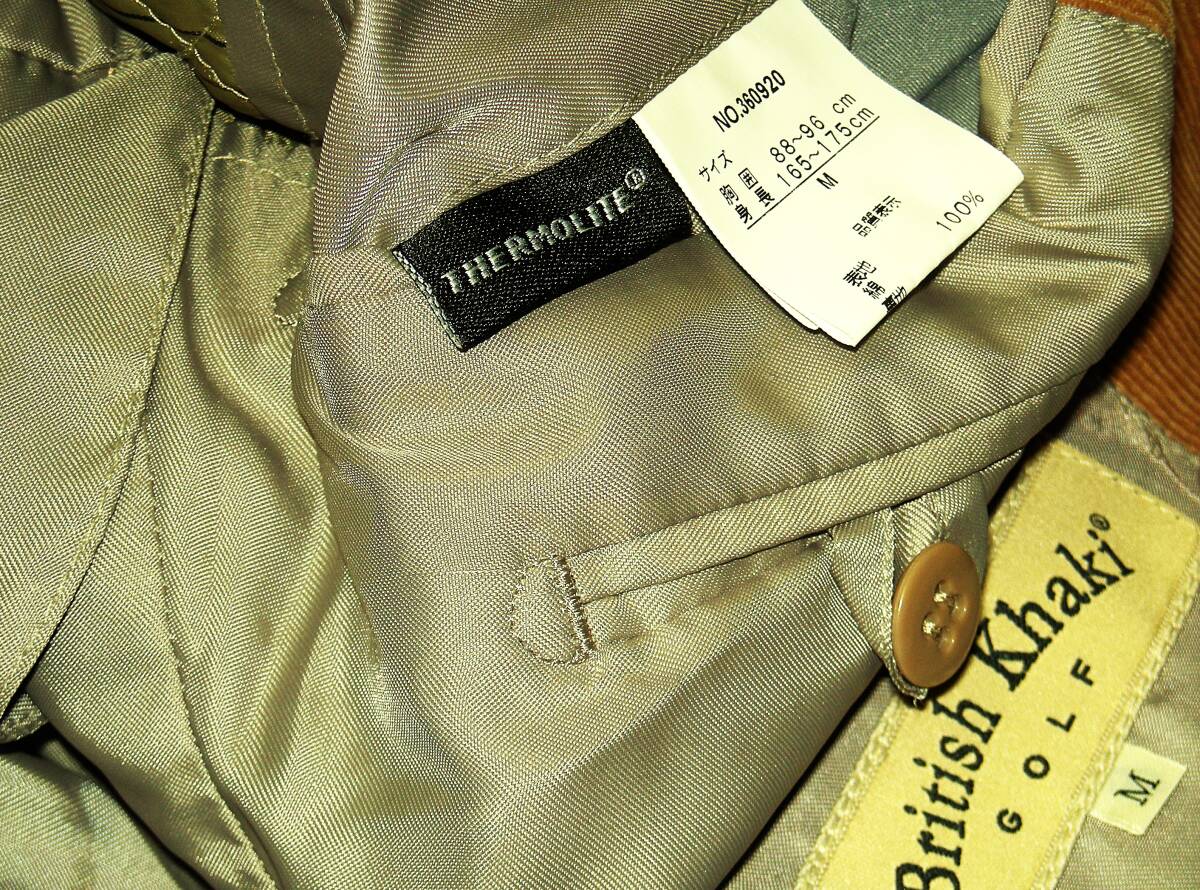 NO.360920
サイズ
胸 囲 88~96 cm
身 長 165~175cm
M
品質表示
表地
綿 100%
THERMOLITE®
British Khaki®
GOLF
M